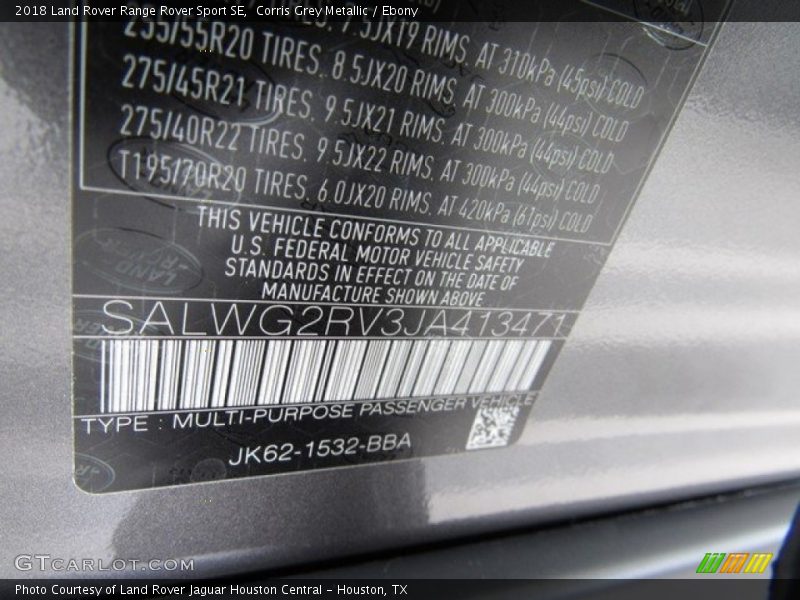 2018 Land Rover Range Rover Sport SE, Corris Grey Metallic / Ebony
7.5JX19 RIMS. AT 310kPa (45psi) COLD
255/55R20 TIRES. 8.5JX20 RIMS. AT 300kPa (44psi) COLD
275/45R21 TIRES. 9.5JX21 RIMS. AT 300kPa (44psi) COLD
275/40R22 TIRES. 9.5JX22 RIMS. AT 300kPa (44psi) COLD
T195/70R20 TIRES. 6.0JX20 RIMS. AT 420kPa (61psi) COLD
THIS VEHICLE CONFORMS TO ALL APPLICABLE
U.S. FEDERAL MOTOR VEHICLE SAFETY
STANDARDS IN EFFECT ON THE DATE OF
MANUFACTURE SHOWN ABOVE
SALWG2RV3JA413471
TYPE : MULTI-PURPOSE PASSENGER VEHICLE
JK62-1532-BBA
GTCarLot.com
Photo Courtesy of Land Rover Jaguar Houston Central - Houston, TX